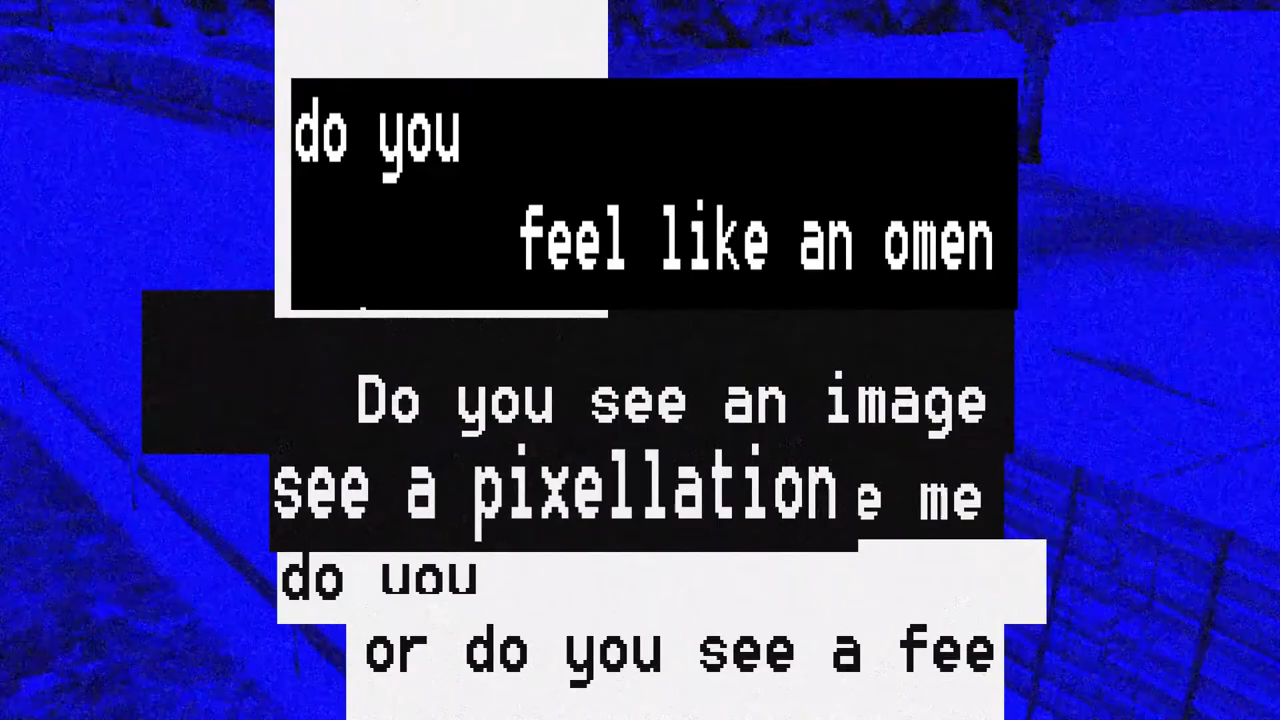 do you
feel like an omen
Do you see an image
see a pixellation e me
do you
or do you see a fee